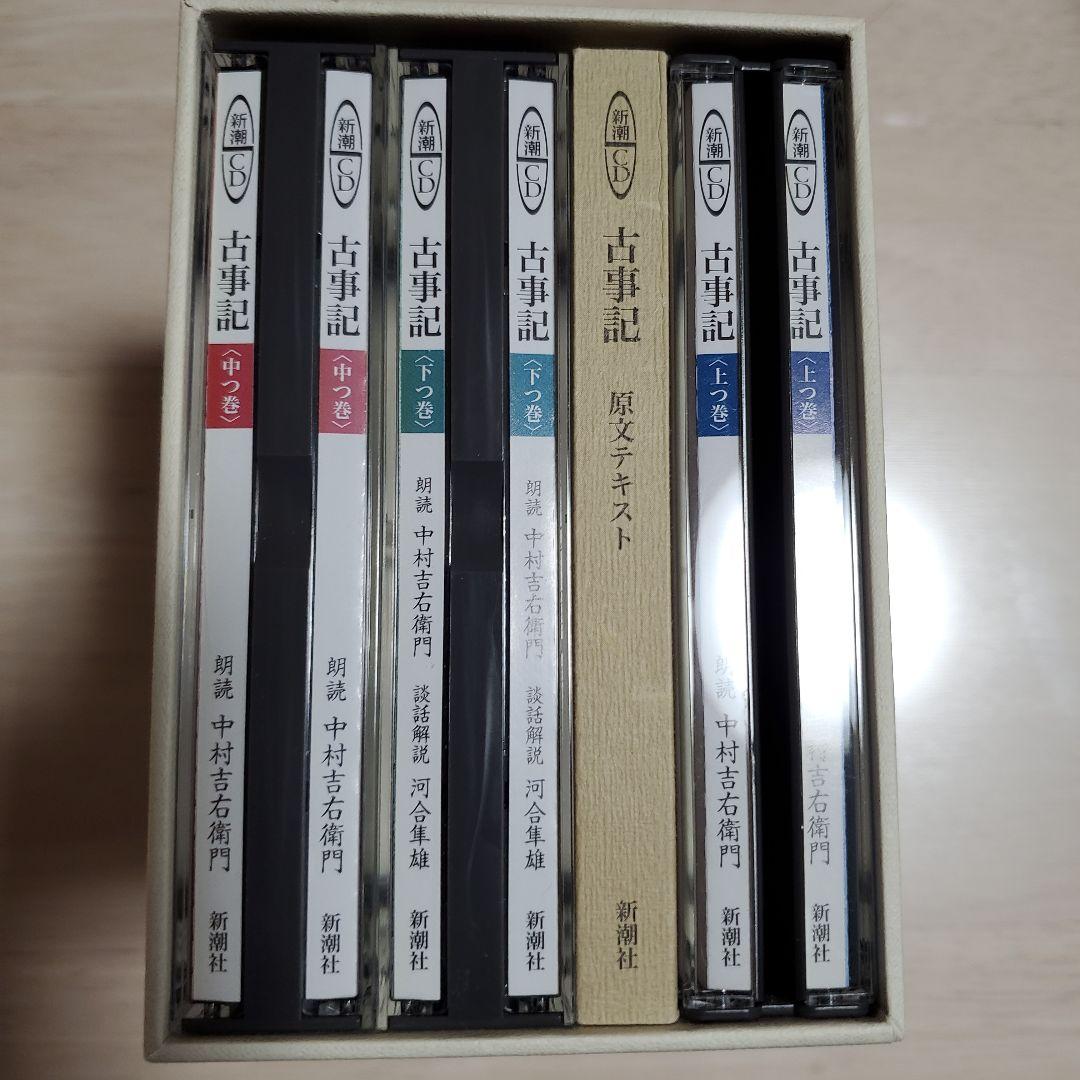 新潮
CD
古事記
〈中つ巻〉
朗読 中村吉右衛門
新潮社
新潮
CD
古事記
〈中つ巻〉
朗読 中村吉右衛門
新潮社
新潮
CD
古事記
〈下つ巻〉
朗読 中村吉右衛門
談話解説 河合隼雄
新潮社
新潮
CD
古事記
〈下つ巻〉
朗読 中村吉右衛門
談話解説 河合隼雄
新潮社
新潮
CD
古事記
原文テキスト
新潮社
新潮
CD
古事記
〈上つ巻〉
朗読 中村吉右衛門
新潮社
新潮
CD
古事記
〈上つ巻〉
吉右衛門
新潮社